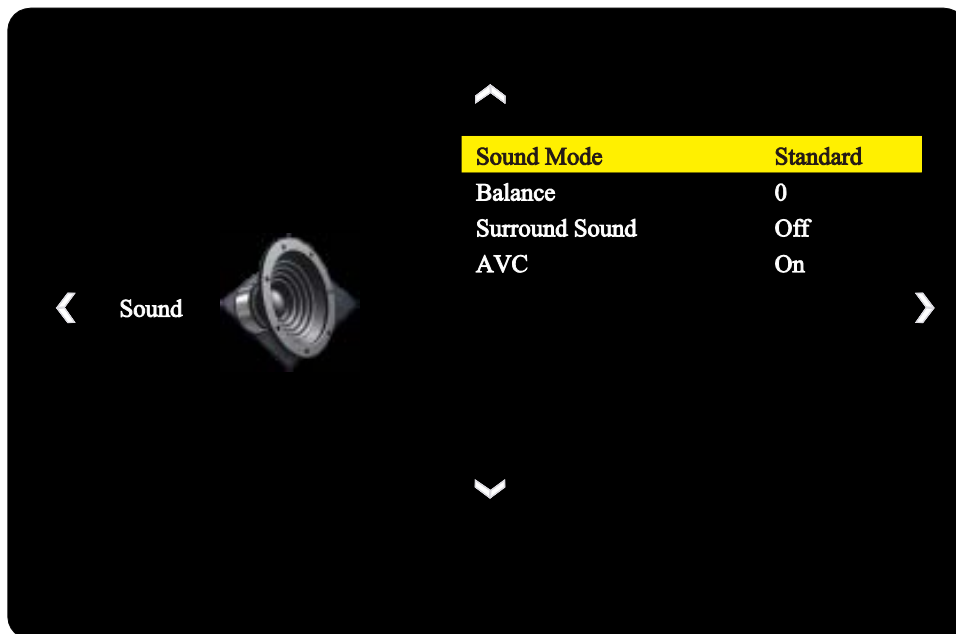 Sound
Sound Mode Standard
Balance 0
Surround Sound Off
AVC On